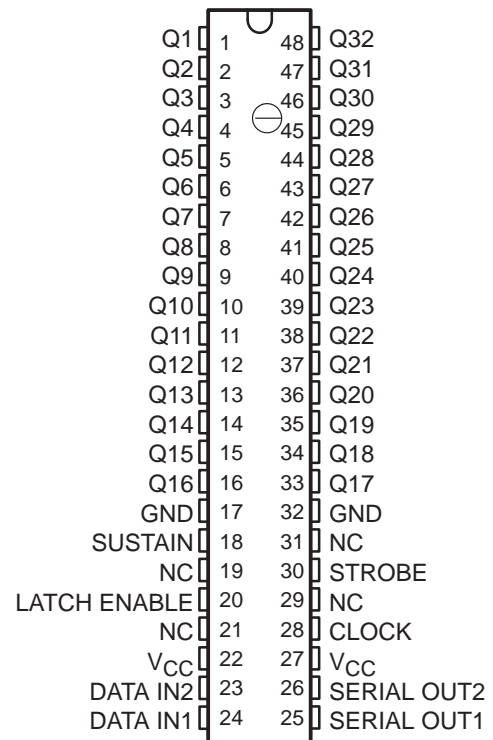 Q1 1 48 Q32
Q2 2 47 Q31
Q3 3 46 Q30
Q4 4 45 Q29
Q5 5 44 Q28
Q6 6 43 Q27
Q7 7 42 Q26
Q8 8 41 Q25
Q9 9 40 Q24
Q10 10 39 Q23
Q11 11 38 Q22
Q12 12 37 Q21
Q13 13 36 Q20
Q14 14 35 Q19
Q15 15 34 Q18
Q16 16 33 Q17
GND 17 32 GND
SUSTAIN 18 31 NC
NC 19 30 STROBE
LATCH ENABLE 20 29 NC
NC 21 28 CLOCK
VCC 22 27 VCC
DATA IN2 23 26 SERIAL OUT2
DATA IN1 24 25 SERIAL OUT1